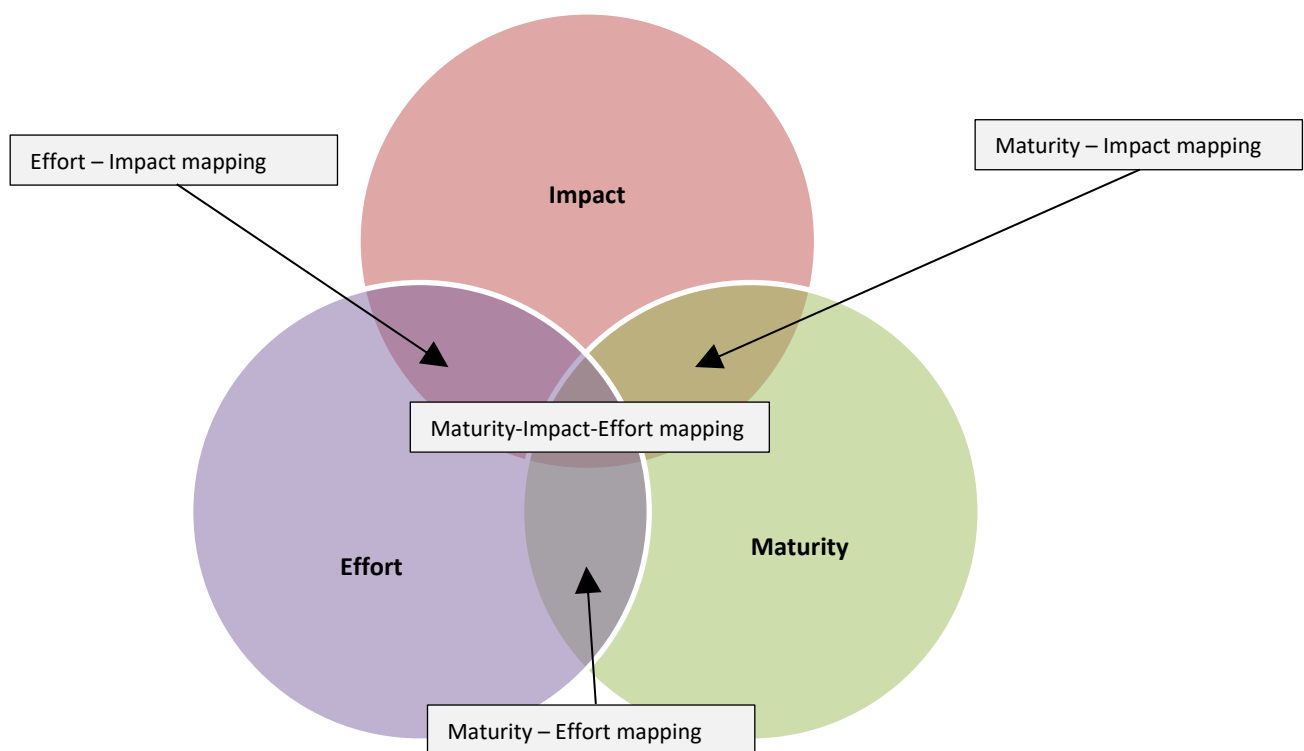 Effort – Impact mapping
Maturity – Impact mapping
Impact
Maturity-Impact-Effort mapping
Effort
Maturity
Maturity – Effort mapping